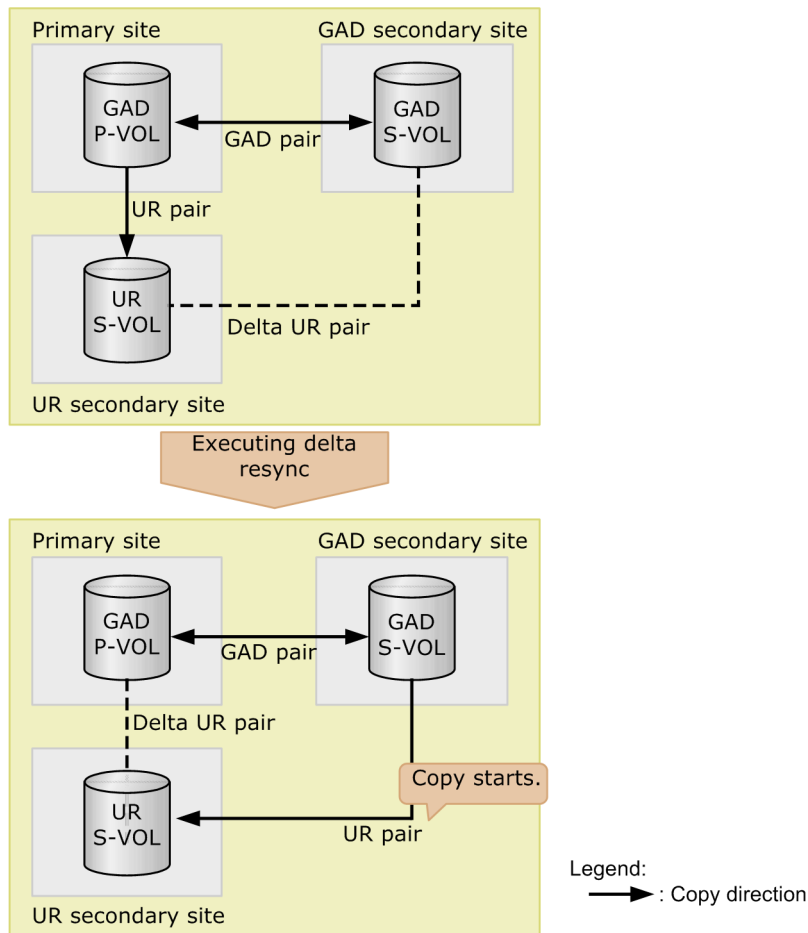 Primary site
GAD secondary site
GAD
P-VOL
GAD
S-VOL
GAD pair
UR pair
UR
S-VOL
Delta UR pair
UR secondary site
Executing delta
resync
Primary site
GAD secondary site
GAD
P-VOL
GAD
S-VOL
GAD pair
Delta UR pair
Copy starts.
UR
S-VOL
UR pair
Legend:
: Copy direction
UR secondary site